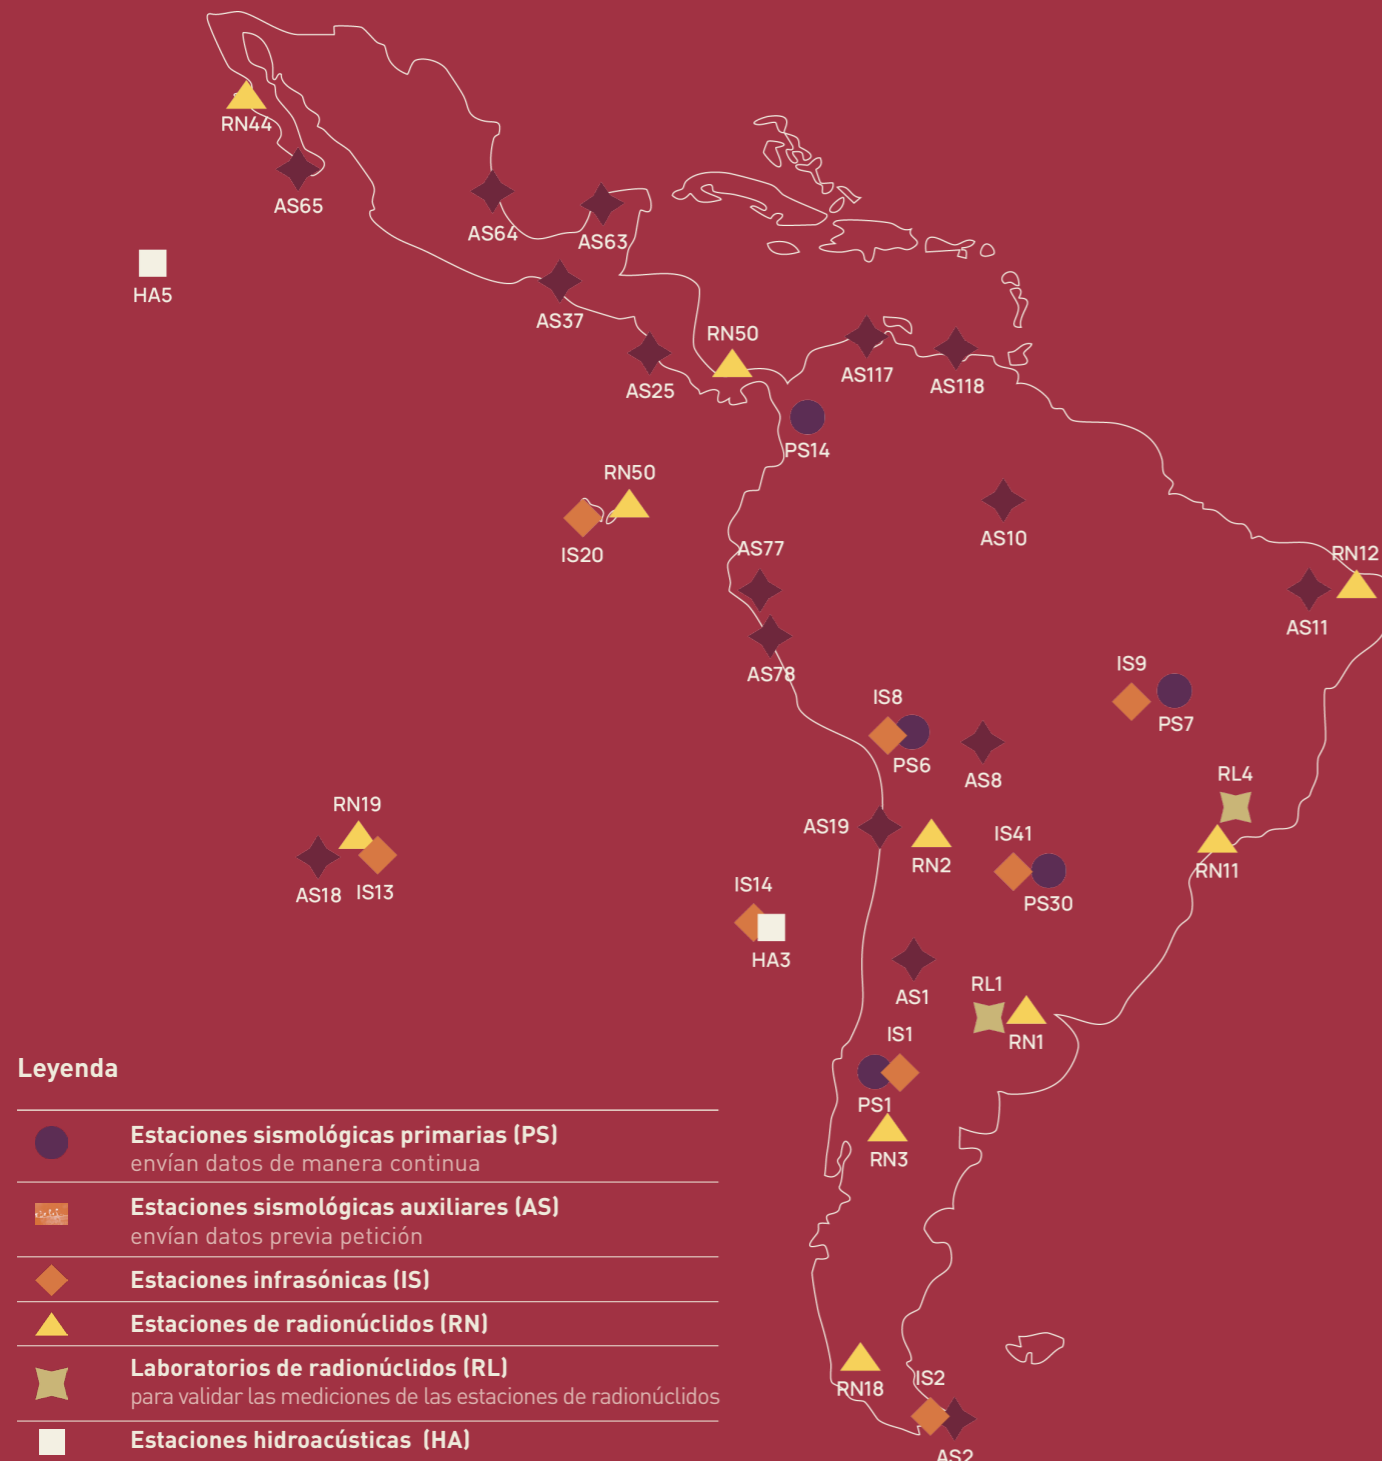 RN44
AS65
AS64
AS63
HA5
AS37
RN50
AS25
AS117
AS118
PS14
RN50
IS20
AS10
AS77
RN12
AS11
AS78
IS9
PS7
IS8
PS6
AS8
RL4
RN19
AS19
IS41
RN2
RN11
AS18
IS13
IS14
PS30
HA3
AS1
RL1
IS1
RN1
PS1
RN3
RN18
IS2
AS2
Leyenda
Estaciones sismológicas primarias (PS)
envían datos de manera continua
Estaciones sismológicas auxiliares (AS)
envían datos previa petición
Estaciones infrasónicas (IS)
Estaciones de radionúclidos (RN)
Laboratorios de radionúclidos (RL)
para validar las mediciones de las estaciones de radionúclidos
Estaciones hidroacústicas (HA)